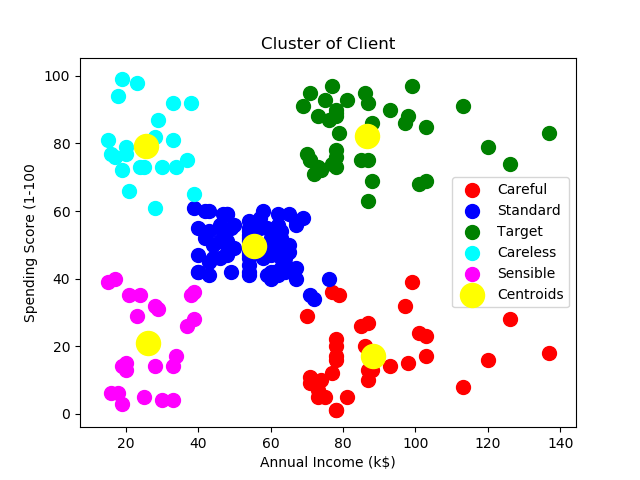 Cluster of Client
100
80
60
40
20
0
Spending Score (1-100
20 40 60 80 100 120 140
Annual Income (k$)
Careful
Standard
Target
Careless
Sensible
Centroids